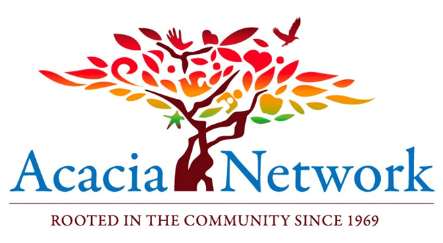 Acacia Network
ROOTED IN THE COMMUNITY SINCE 1969